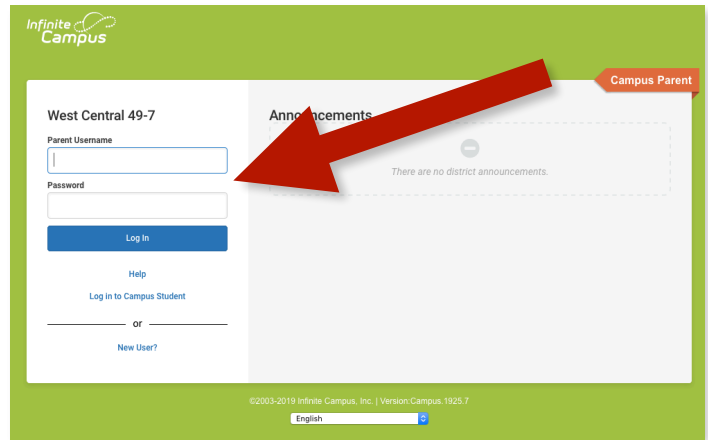 Infinite
Campus
Campus Parent
West Central 49-7
Parent Username
Password
Log In
Help
Log in to Campus Student
or
New User?
Announcements
There are no district announcements.
©2003-2019 Infinite Campus, Inc. | Version:Campus.1925.7
English